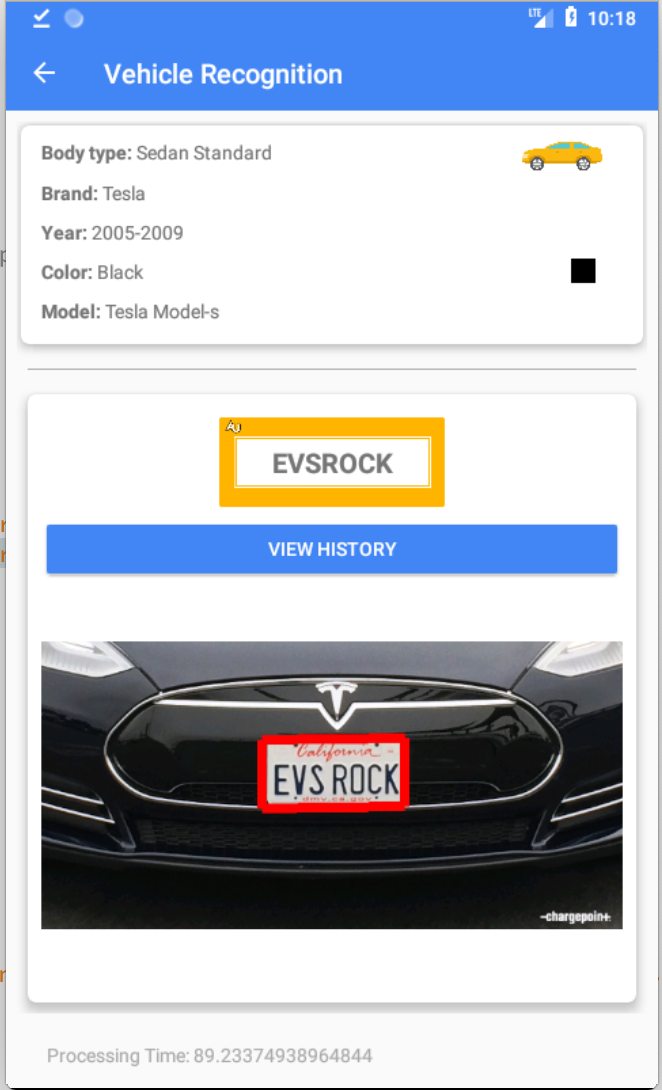 LTE 10:18
Vehicle Recognition
Body type: Sedan Standard
Brand: Tesla
Year: 2005-2009
Color: Black
Model: Tesla Model-s
EVSROCK
VIEW HISTORY
California
EVS ROCK
dmv.ca.gov
-chargepoint.
Processing Time: 89.23374938964844